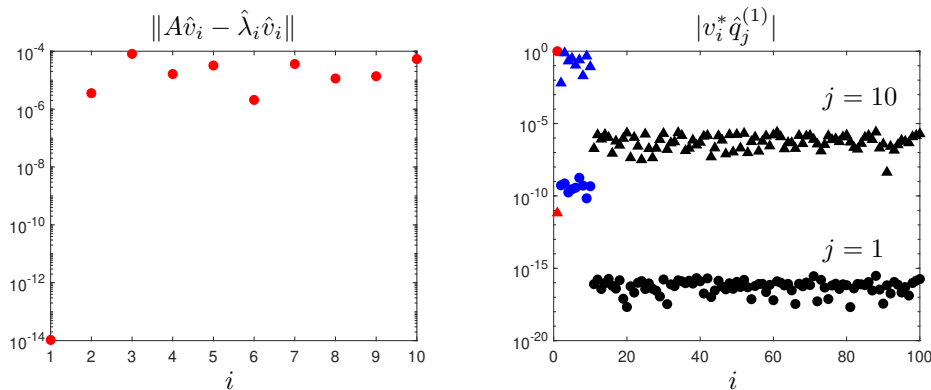 ‖Av̂ᵢ − λ̂ᵢv̂ᵢ‖
10⁻⁴
10⁻⁶
10⁻⁸
10⁻¹⁰
10⁻¹²
10⁻¹⁴
1 2 3 4 5 6 7 8 9 10
i
|vᵢ* q̂ⱼ⁽¹⁾|
10⁰
10⁻⁵
10⁻¹⁰
10⁻¹⁵
10⁻²⁰
j = 10
j = 1
0 20 40 60 80 100
i